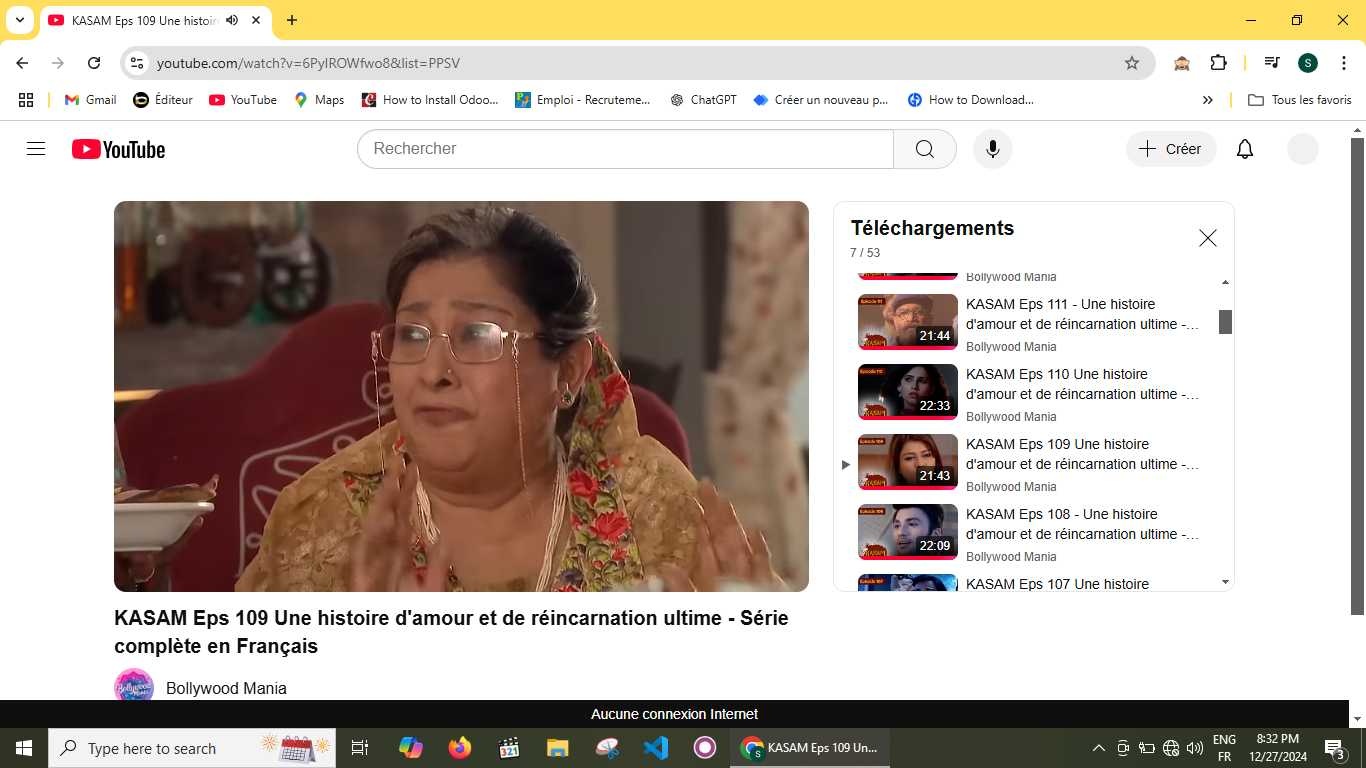 KASAM Eps 109 Une histoir
youtube.com/watch?v=6PyIROWfwo8&list=PPSV
S
Gmail
Éditeur
YouTube
Maps
How to Install Odoo...
Emploi - Recruteme...
ChatGPT
Créer un nouveau p...
How to Download...
Tous les favoris
YouTube
Rechercher
Créer
Téléchargements
7 / 53
Bollywood Mania
21:44
KASAM Eps 111 - Une histoire
d'amour et de réincarnation ultime -...
Bollywood Mania
22:33
KASAM Eps 110 Une histoire
d'amour et de réincarnation ultime -...
Bollywood Mania
21:43
KASAM Eps 109 Une histoire
d'amour et de réincarnation ultime -...
Bollywood Mania
22:09
KASAM Eps 108 - Une histoire
d'amour et de réincarnation ultime -...
Bollywood Mania
KASAM Eps 107 Une histoire
KASAM Eps 109 Une histoire d'amour et de réincarnation ultime - Série
complète en Français
Bollywood Mania
Aucune connexion Internet
Type here to search
321
KASAM Eps 109 Un...
ENG
FR
8:32 PM
12/27/2024
3